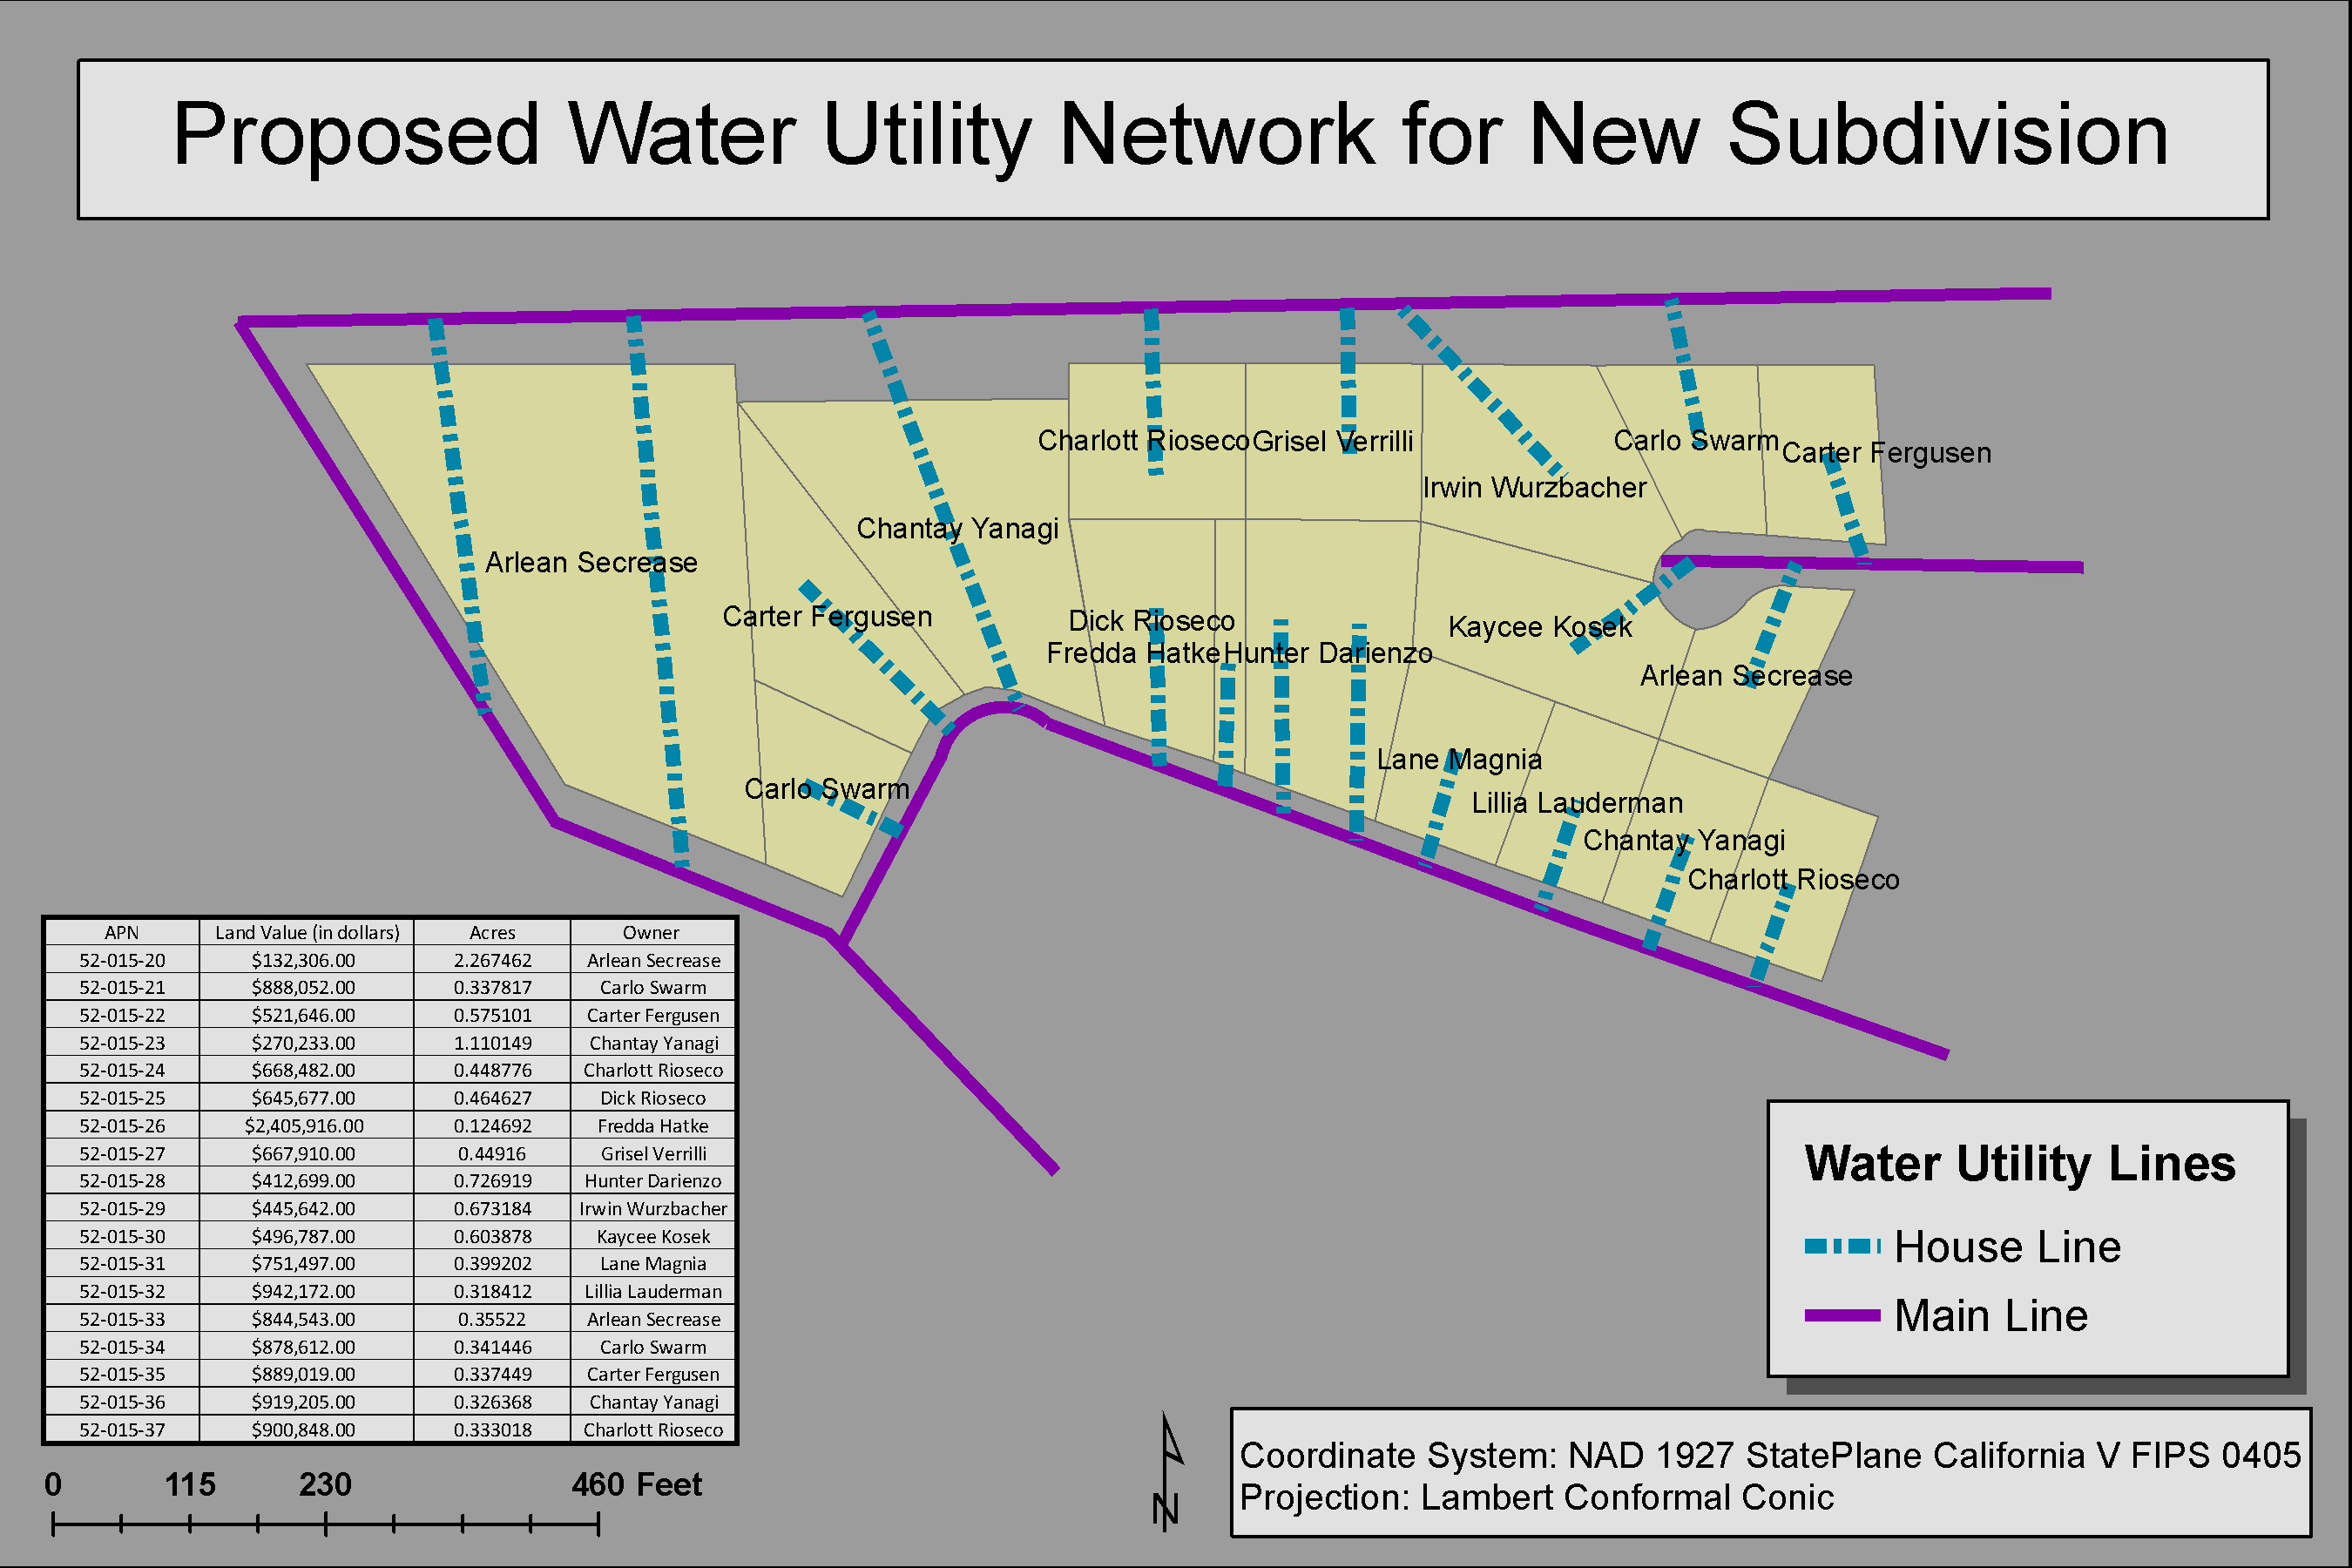 Proposed Water Utility Network for New Subdivision
Charlott Rioseco
Grisel Verrilli
Carlo Swarm
Carter Fergusen
Irwin Wurzbacher
Chantay Yanagi
Arlean Secrease
Carter Fergusen
Dick Rioseco
Kaycee Kosek
Fredda Hatke
Hunter Darienzo
Arlean Secrease
Lane Magnia
Carlo Swarm
Lillia Lauderman
Chantay Yanagi
Charlott Rioseco
APN Land Value (in dollars) Acres Owner
52-015-20 $132,306.00 2.267462 Arlean Secrease
52-015-21 $888,052.00 0.337817 Carlo Swarm
52-015-22 $521,646.00 0.575101 Carter Fergusen
52-015-23 $270,233.00 1.110149 Chantay Yanagi
52-015-24 $668,482.00 0.448776 Charlott Rioseco
52-015-25 $645,677.00 0.464627 Dick Rioseco
52-015-26 $2,405,916.00 0.124692 Fredda Hatke
52-015-27 $667,910.00 0.44916 Grisel Verrilli
52-015-28 $412,699.00 0.726919 Hunter Darienzo
52-015-29 $445,642.00 0.673184 Irwin Wurzbacher
52-015-30 $496,787.00 0.603878 Kaycee Kosek
52-015-31 $751,497.00 0.399202 Lane Magnia
52-015-32 $942,172.00 0.318412 Lillia Lauderman
52-015-33 $844,543.00 0.35522 Arlean Secrease
52-015-34 $878,612.00 0.341446 Carlo Swarm
52-015-35 $889,019.00 0.337449 Carter Fergusen
52-015-36 $919,205.00 0.326368 Chantay Yanagi
52-015-37 $900,848.00 0.333018 Charlott Rioseco
Water Utility Lines
House Line
Main Line
0 115 230 460 Feet
N
Coordinate System: NAD 1927 StatePlane California V FIPS 0405
Projection: Lambert Conformal Conic